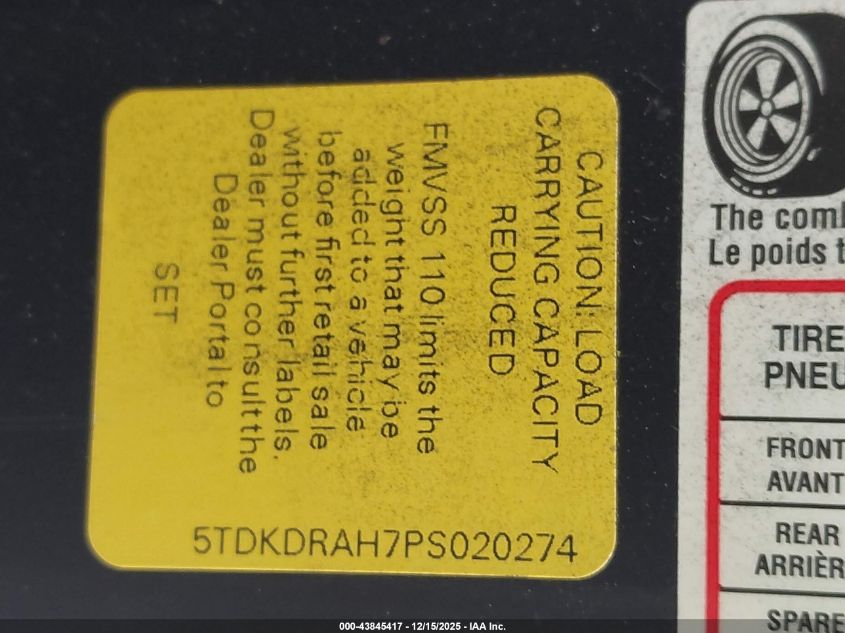 CAUTION: LOAD
CARRYING CAPACITY
REDUCED
FMVSS 110 limits the
weight that may be
added to a vehicle
before first retail sale
without further labels.
Dealer must consult the
Dealer Portal to
SET
5TDKDRAH7PS020274
The com
Le poids t
TIRE
PNEU
FRONT
AVANT
REAR
ARRIÈR
SPARE
000-43845417 - 12/15/2025 - IAA Inc.